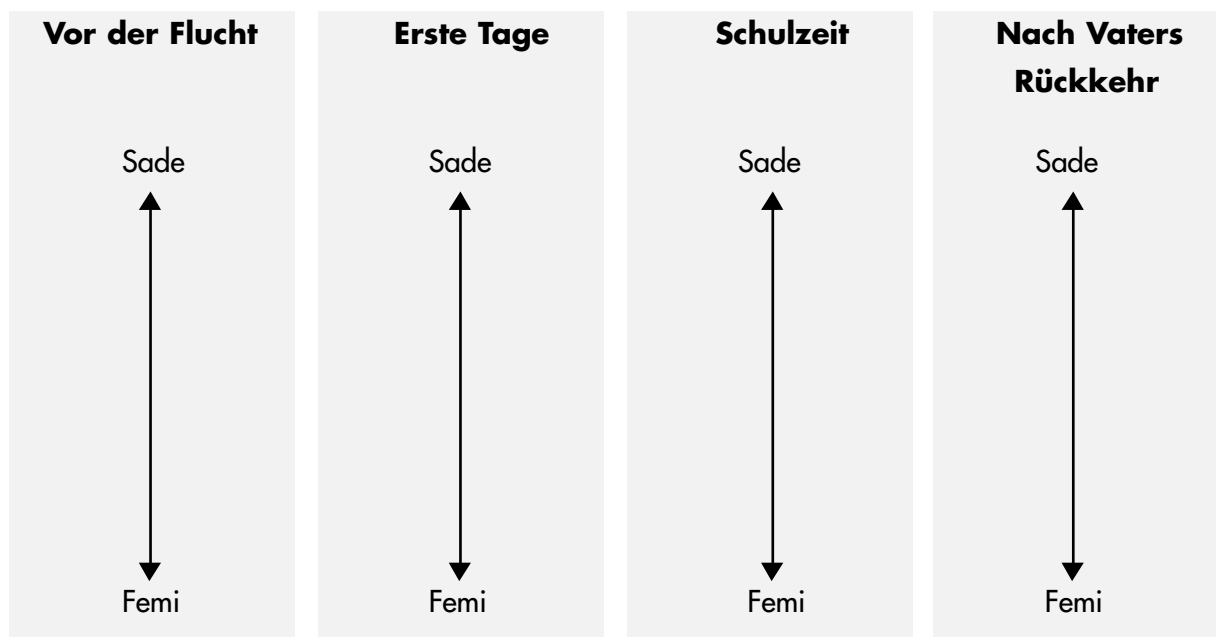 Vor der Flucht
Sade
Femi
Erste Tage
Sade
Femi
Schulzeit
Sade
Femi
Nach Vaters
Rückkehr
Sade
Femi